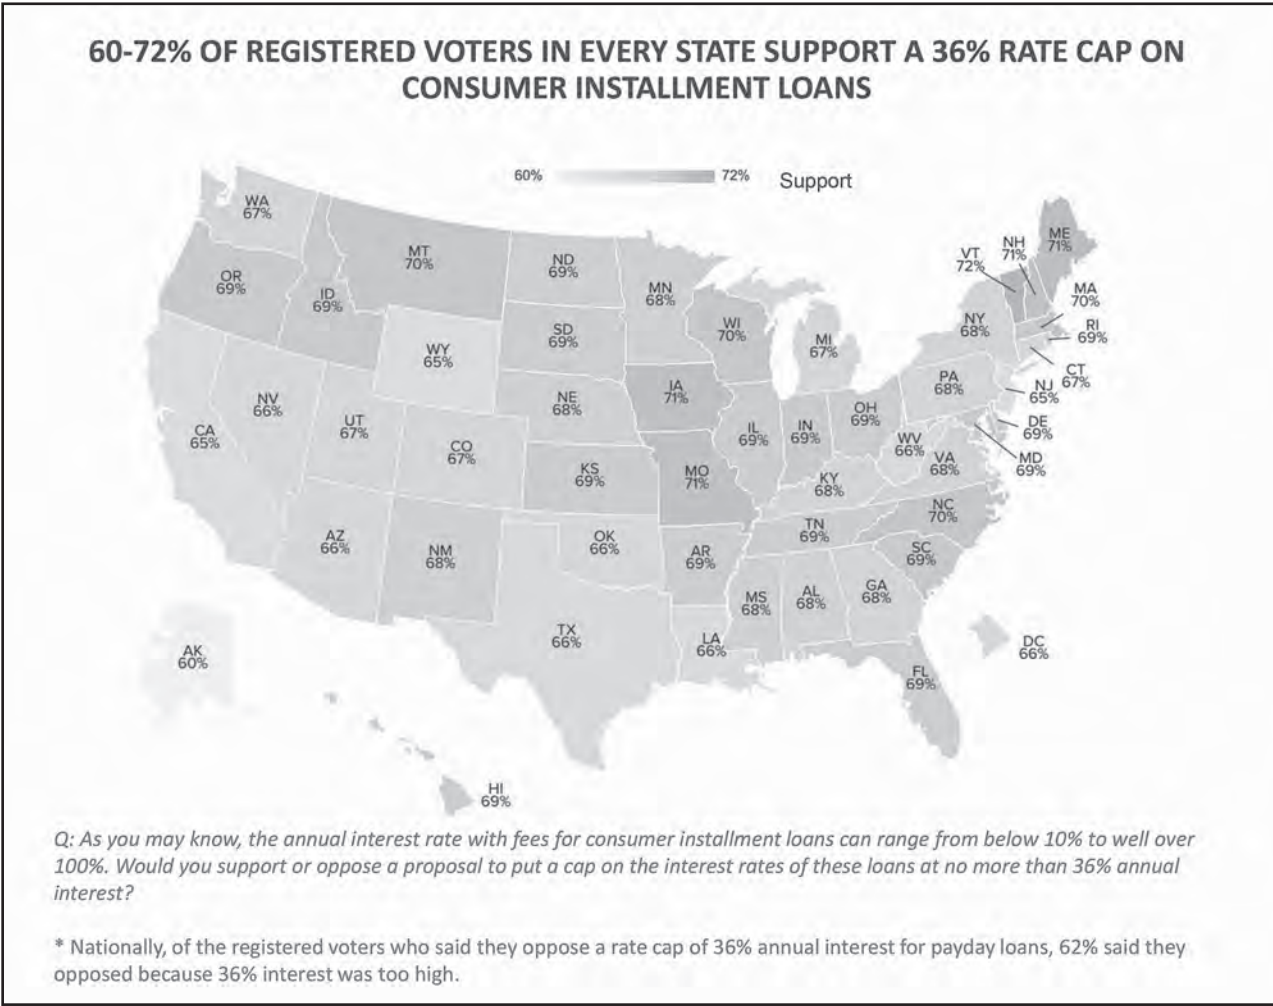 60-72% OF REGISTERED VOTERS IN EVERY STATE SUPPORT A 36% RATE CAP ON
CONSUMER INSTALLMENT LOANS
60%
72%
Support
WA
67%
MT
70%
ND
69%
MN
68%
VT
72%
NH
71%
ME
71%
OR
69%
ID
69%
MA
70%
WY
65%
SD
69%
WI
70%
MI
67%
NY
68%
RI
69%
CT
67%
NV
66%
UT
67%
NE
68%
IA
71%
PA
68%
NJ
65%
CA
65%
CO
67%
IL
69%
IN
69%
OH
69%
WV
66%
DE
69%
KS
69%
MO
71%
KY
68%
VA
68%
MD
69%
AZ
66%
NM
68%
OK
66%
AR
69%
TN
69%
NC
70%
SC
69%
MS
68%
AL
68%
GA
68%
TX
66%
LA
66%
AK
60%
DC
66%
FL
69%
HI
69%
Q: As you may know, the annual interest rate with fees for consumer installment loans can range from below 10% to well over
100%. Would you support or oppose a proposal to put a cap on the interest rates of these loans at no more than 36% annual
interest?
* Nationally, of the registered voters who said they oppose a rate cap of 36% annual interest for payday loans, 62% said they
opposed because 36% interest was too high.